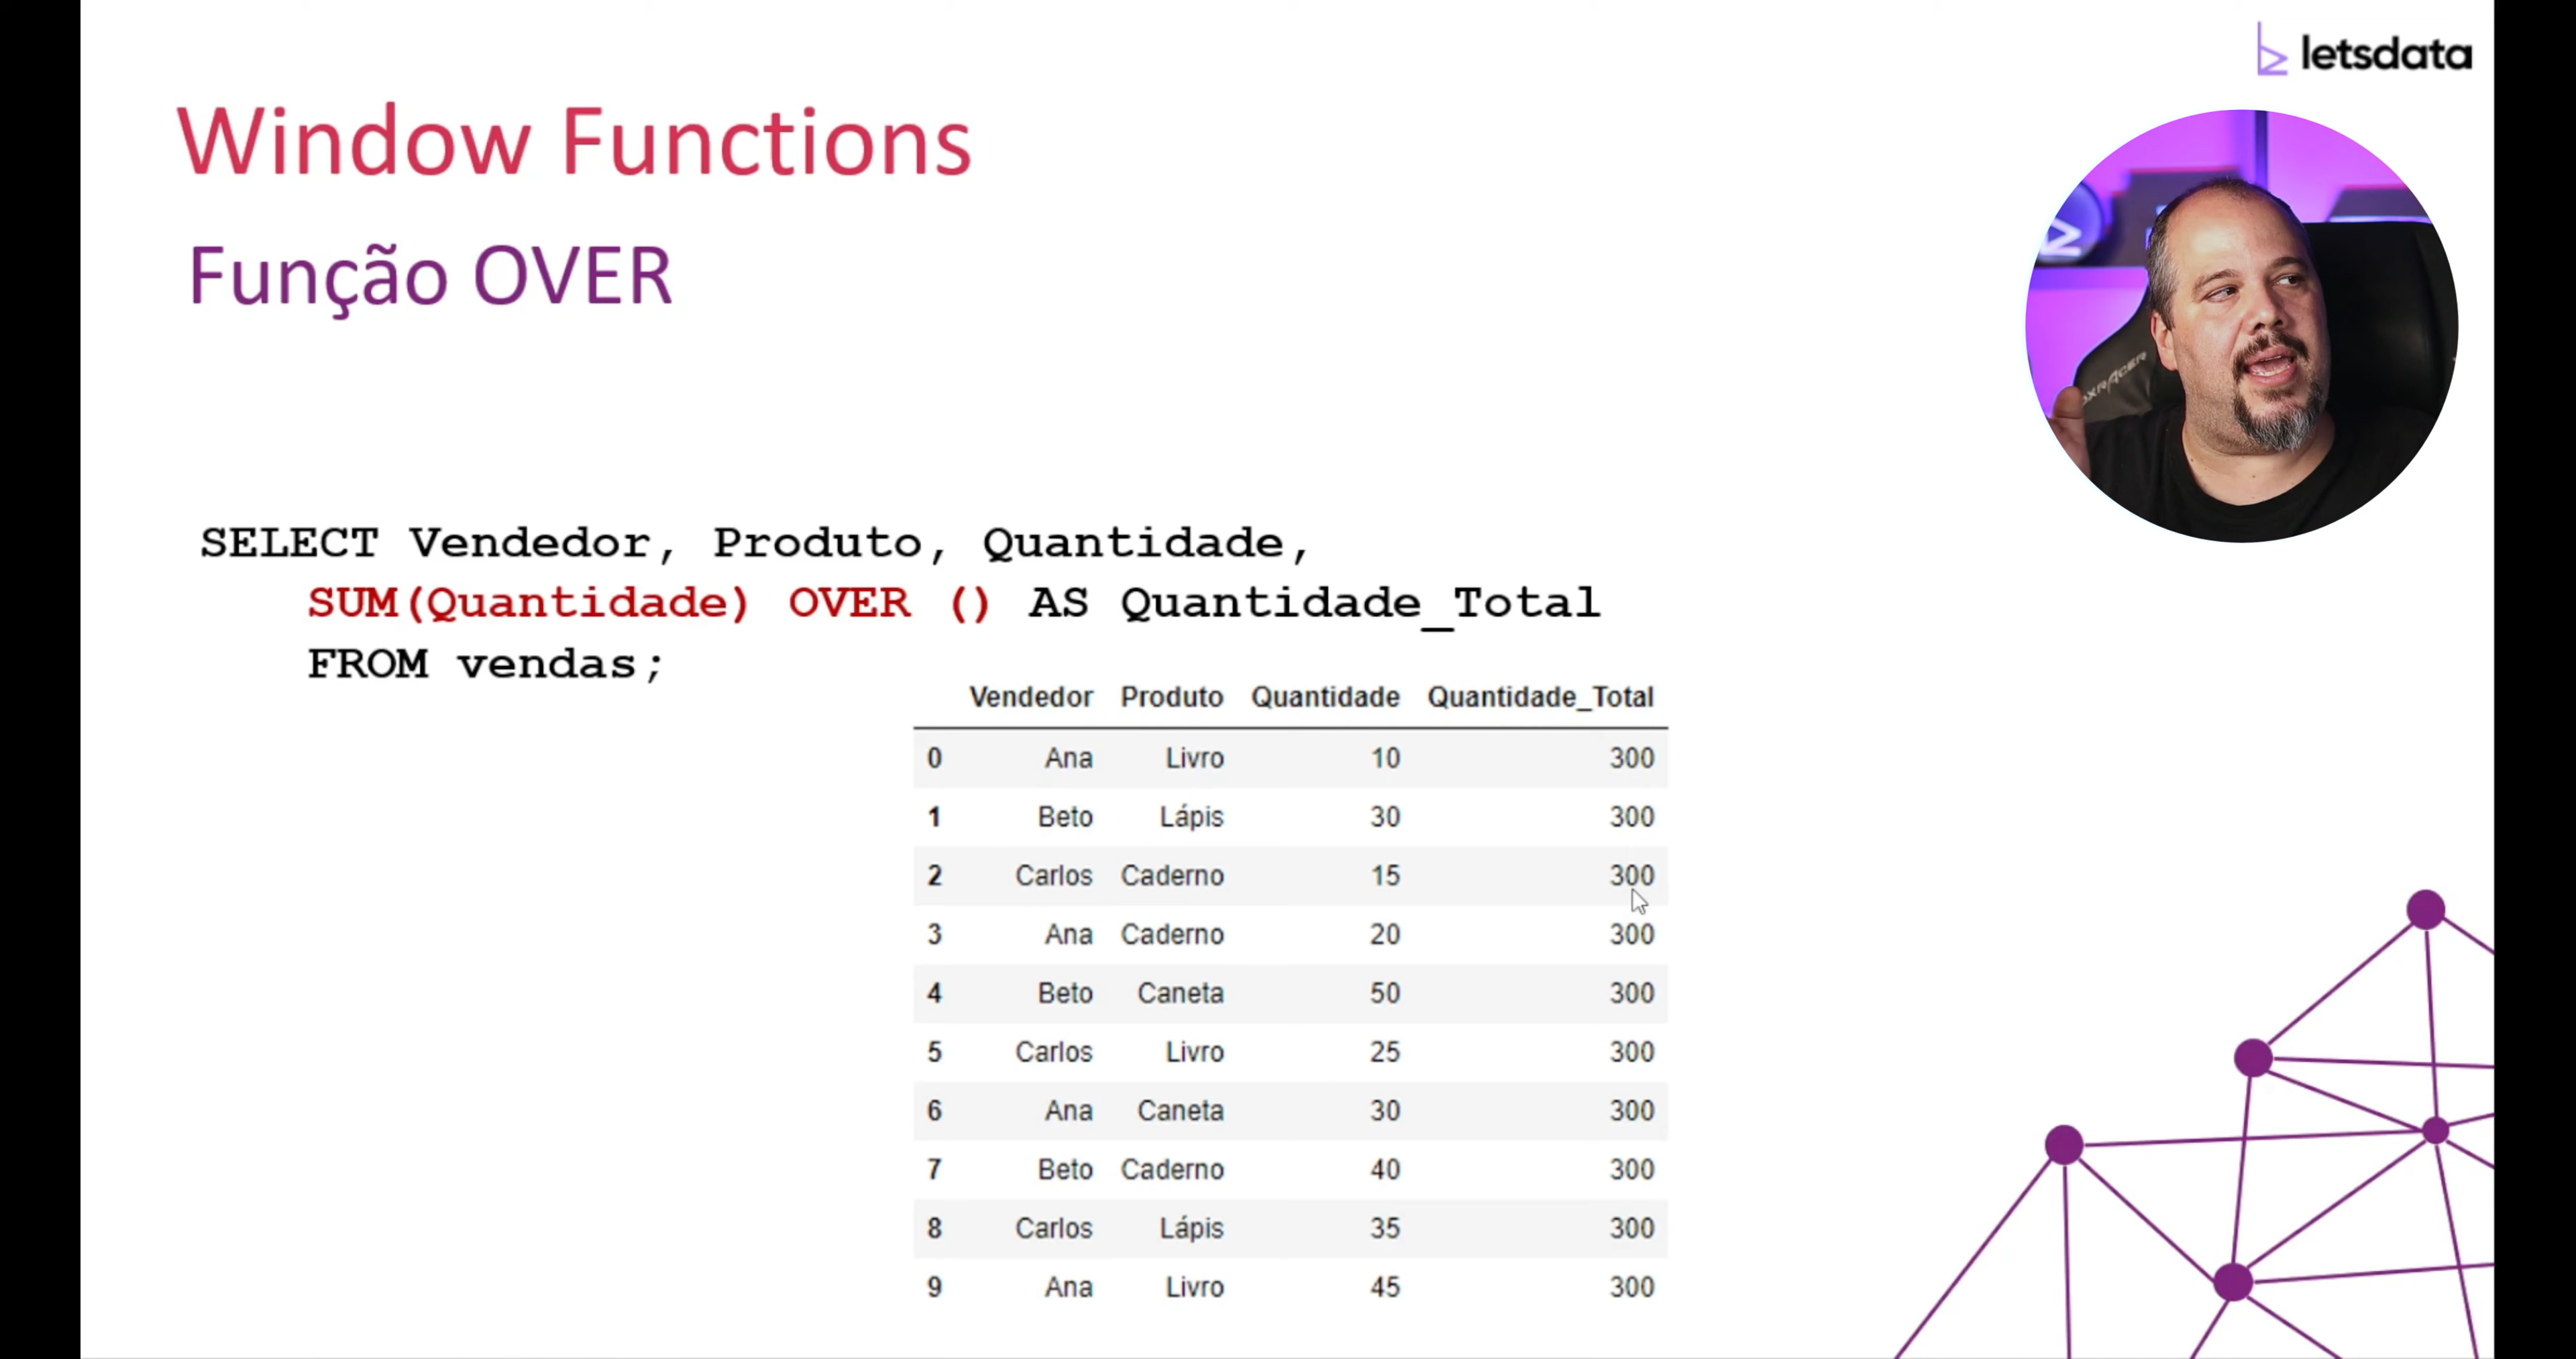 letsdata
Window Functions
Função OVER
SELECT Vendedor, Produto, Quantidade,
SUM(Quantidade) OVER () AS Quantidade_Total
FROM vendas;
Vendedor Produto Quantidade Quantidade_Total
0 Ana Livro 10 300
1 Beto Lápis 30 300
2 Carlos Caderno 15 300
3 Ana Caderno 20 300
4 Beto Caneta 50 300
5 Carlos Livro 25 300
6 Ana Caneta 30 300
7 Beto Caderno 40 300
8 Carlos Lápis 35 300
9 Ana Livro 45 300